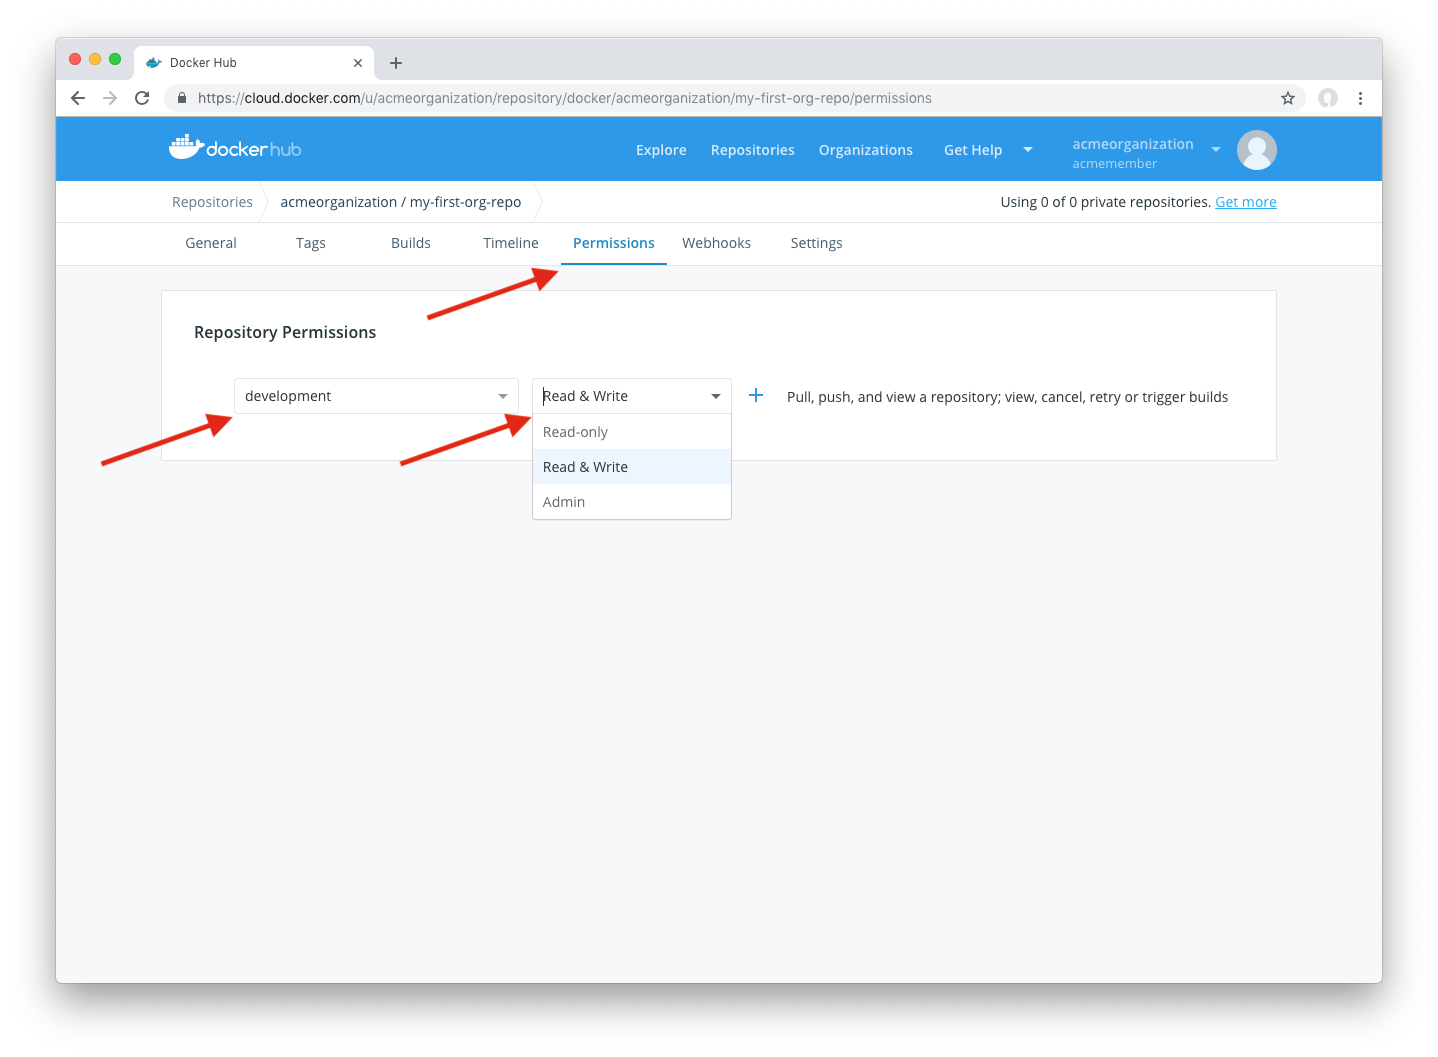 Docker Hub
https://cloud.docker.com/u/acmeorganization/repository/docker/acmeorganization/my-first-org-repo/permissions
docker hub
Explore Repositories Organizations Get Help acmeorganization
acmemember
Repositories acmeorganization / my-first-org-repo Using 0 of 0 private repositories. Get more
General Tags Builds Timeline Permissions Webhooks Settings
Repository Permissions
development Read & Write Pull, push, and view a repository; view, cancel, retry or trigger builds
Read-only
Read & Write
Admin